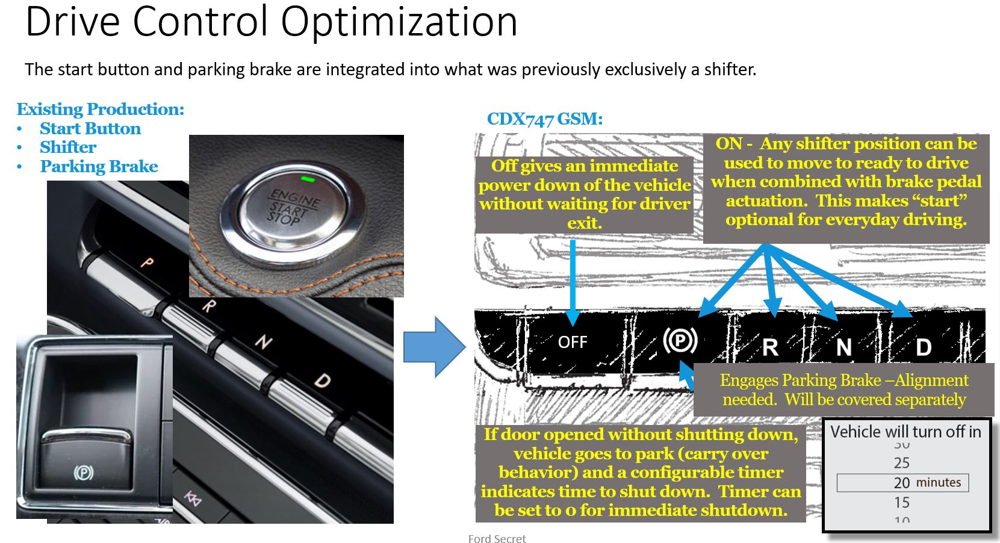 Drive Control Optimization
The start button and parking brake are integrated into what was previously exclusively a shifter.
Existing Production:
• Start Button
• Shifter
• Parking Brake
ENGINE
START
STOP
P
R
N
D
CDX747 GSM:
Off gives an immediate
power down of the vehicle
without waiting for driver
exit.
ON - Any shifter position can be
used to move to ready to drive
when combined with brake pedal
actuation. This makes “start”
optional for everyday driving.
OFF
(P)
R
N
D
Engages Parking Brake –Alignment
needed. Will be covered separately
(P)
If door opened without shutting down,
vehicle goes to park (carry over
behavior) and a configurable timer
indicates time to shut down. Timer can
be set to 0 for immediate shutdown.
Vehicle will turn off in
30
25
20 minutes
15
10
Ford Secret